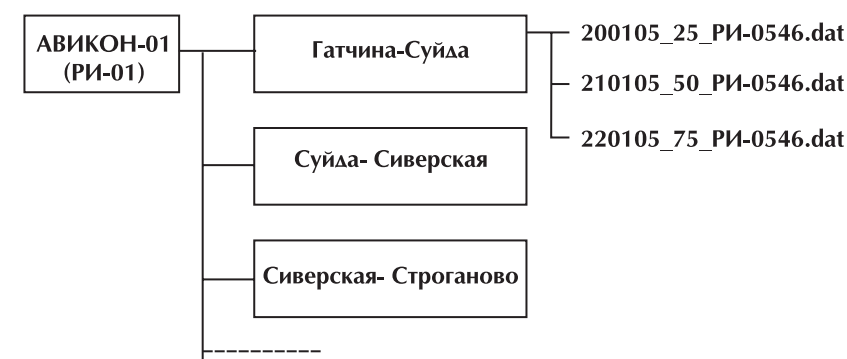 АВИКОН-01
(РИ-01)
Гатчина-Суйда
200105_25_РИ-0546.dat
210105_50_РИ-0546.dat
220105_75_РИ-0546.dat
Суйда- Сиверская
Сиверская- Строганово